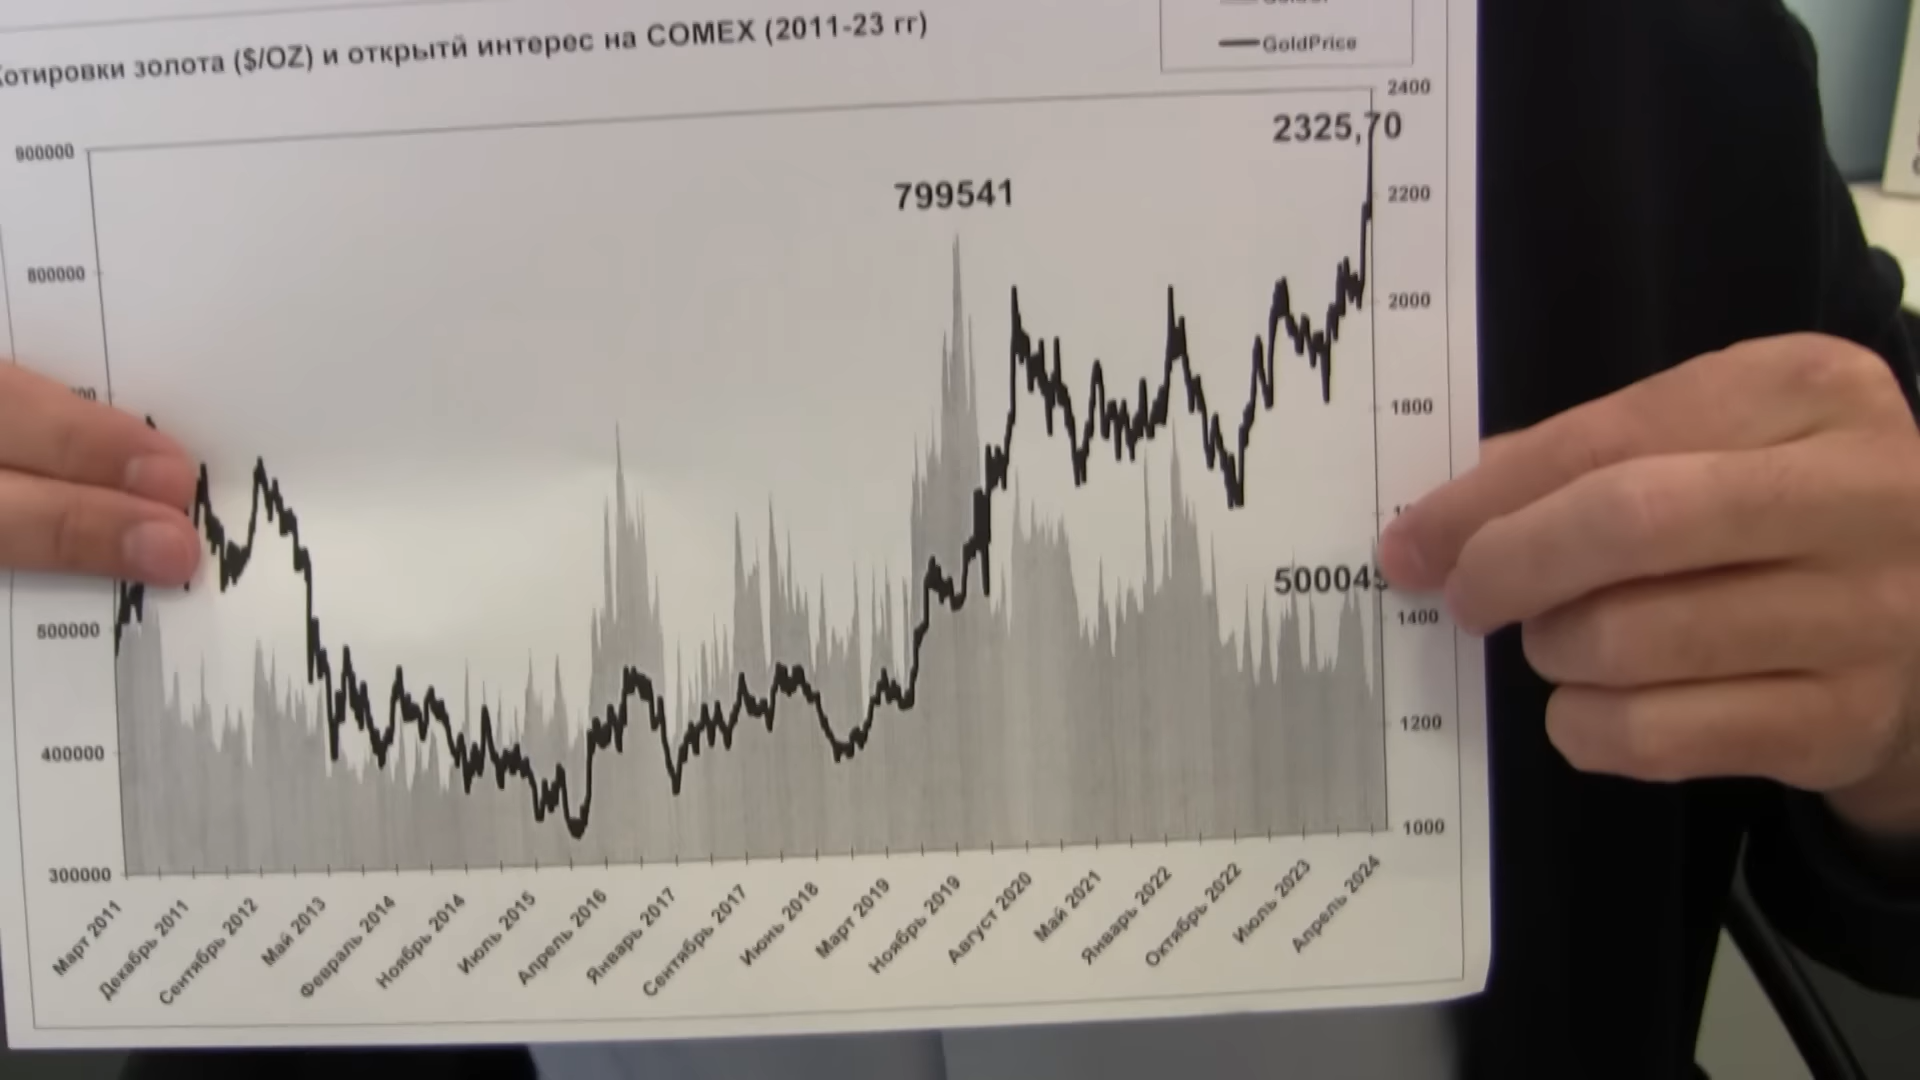 Котировки золота ($/OZ) и открытй интерес на COMEX (2011-23 гг)
GoldPrice
2400
2325,70
900000
799541
2200
800000
2000
1800
50004
500000
1400
1200
400000
1000
300000
Март 2011
Декабрь 2011
Сентябрь 2012
Май 2013
Февраль 2014
Ноябрь 2014
Июль 2015
Апрель 2016
Январь 2017
Сентябрь 2017
Июнь 2018
Март 2019
Ноябрь 2019
Август 2020
Май 2021
Январь 2022
Октябрь 2022
Июль 2023
Апрель 2024